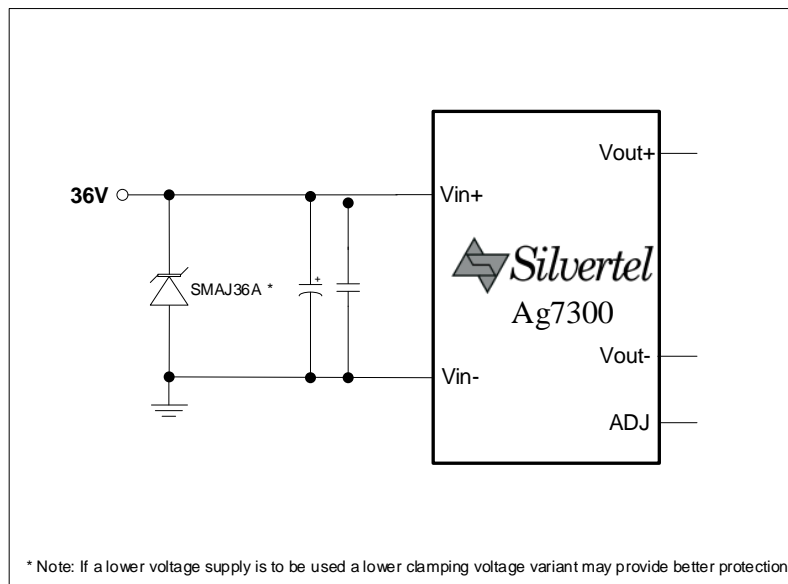 Vout+
36V
Vin+
SMAJ36A *
+
Silvertel
Ag7300
Vout-
Vin-
ADJ
* Note: If a lower voltage supply is to be used a lower clamping voltage variant may provide better protection